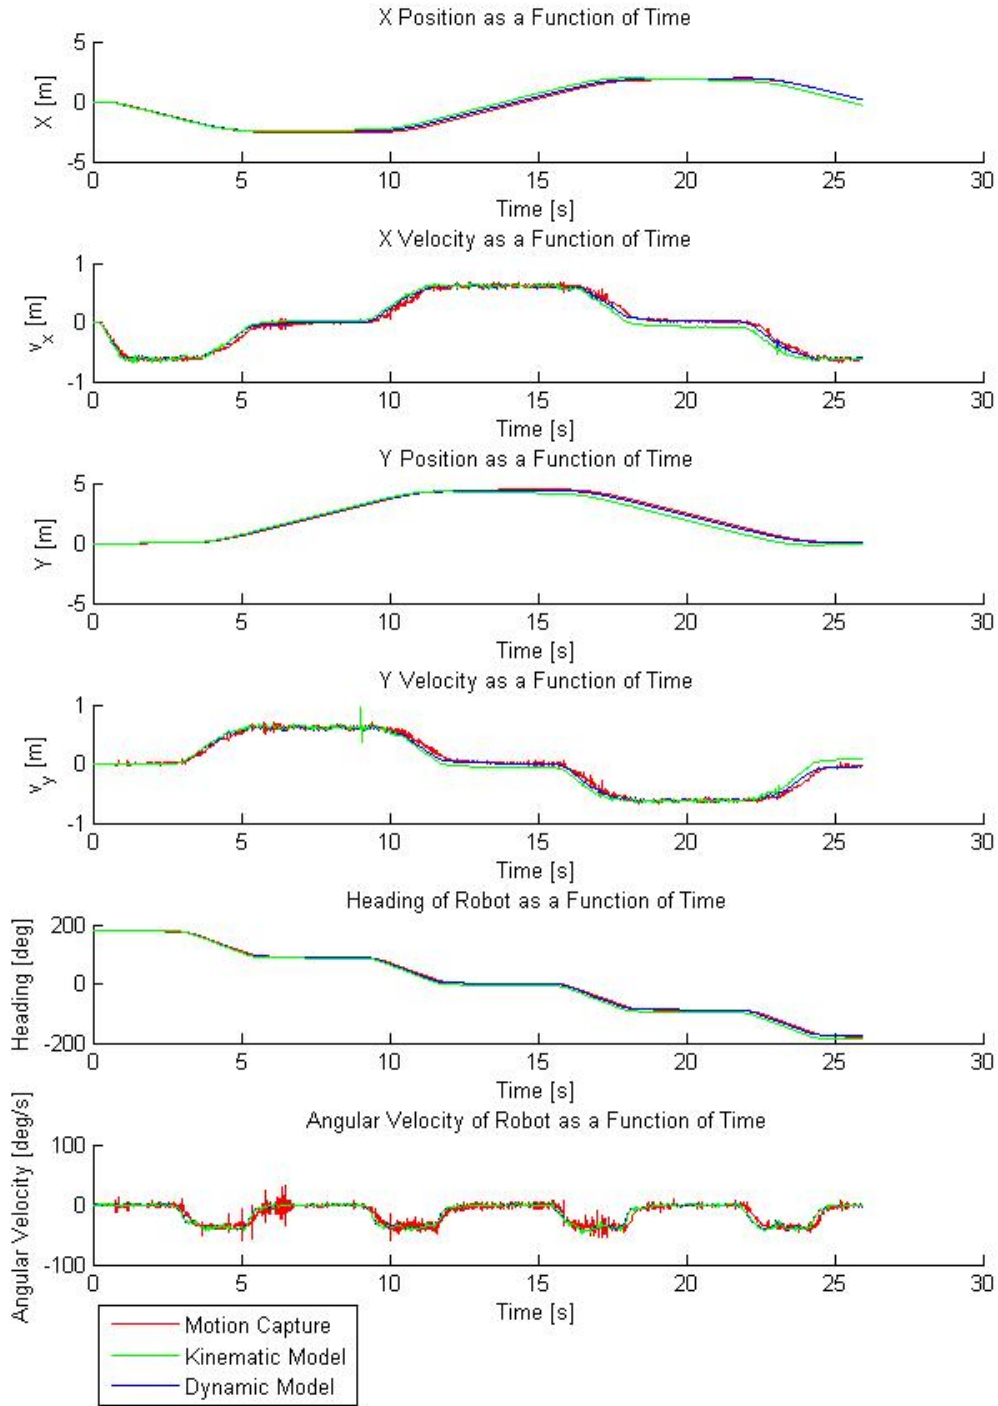 X Position as a Function of Time
5
0
-5
X [m]
0 5 10 15 20 25 30
Time [s]
X Velocity as a Function of Time
1
0
-1
v_x [m]
0 5 10 15 20 25 30
Time [s]
Y Position as a Function of Time
5
0
-5
Y [m]
0 5 10 15 20 25 30
Time [s]
Y Velocity as a Function of Time
1
0
-1
v_y [m]
0 5 10 15 20 25 30
Time [s]
Heading of Robot as a Function of Time
200
0
-200
Heading [deg]
0 5 10 15 20 25 30
Time [s]
Angular Velocity of Robot as a Function of Time
100
0
-100
Angular Velocity [deg/s]
0 5 10 15 20 25 30
Time [s]
Motion Capture
Kinematic Model
Dynamic Model